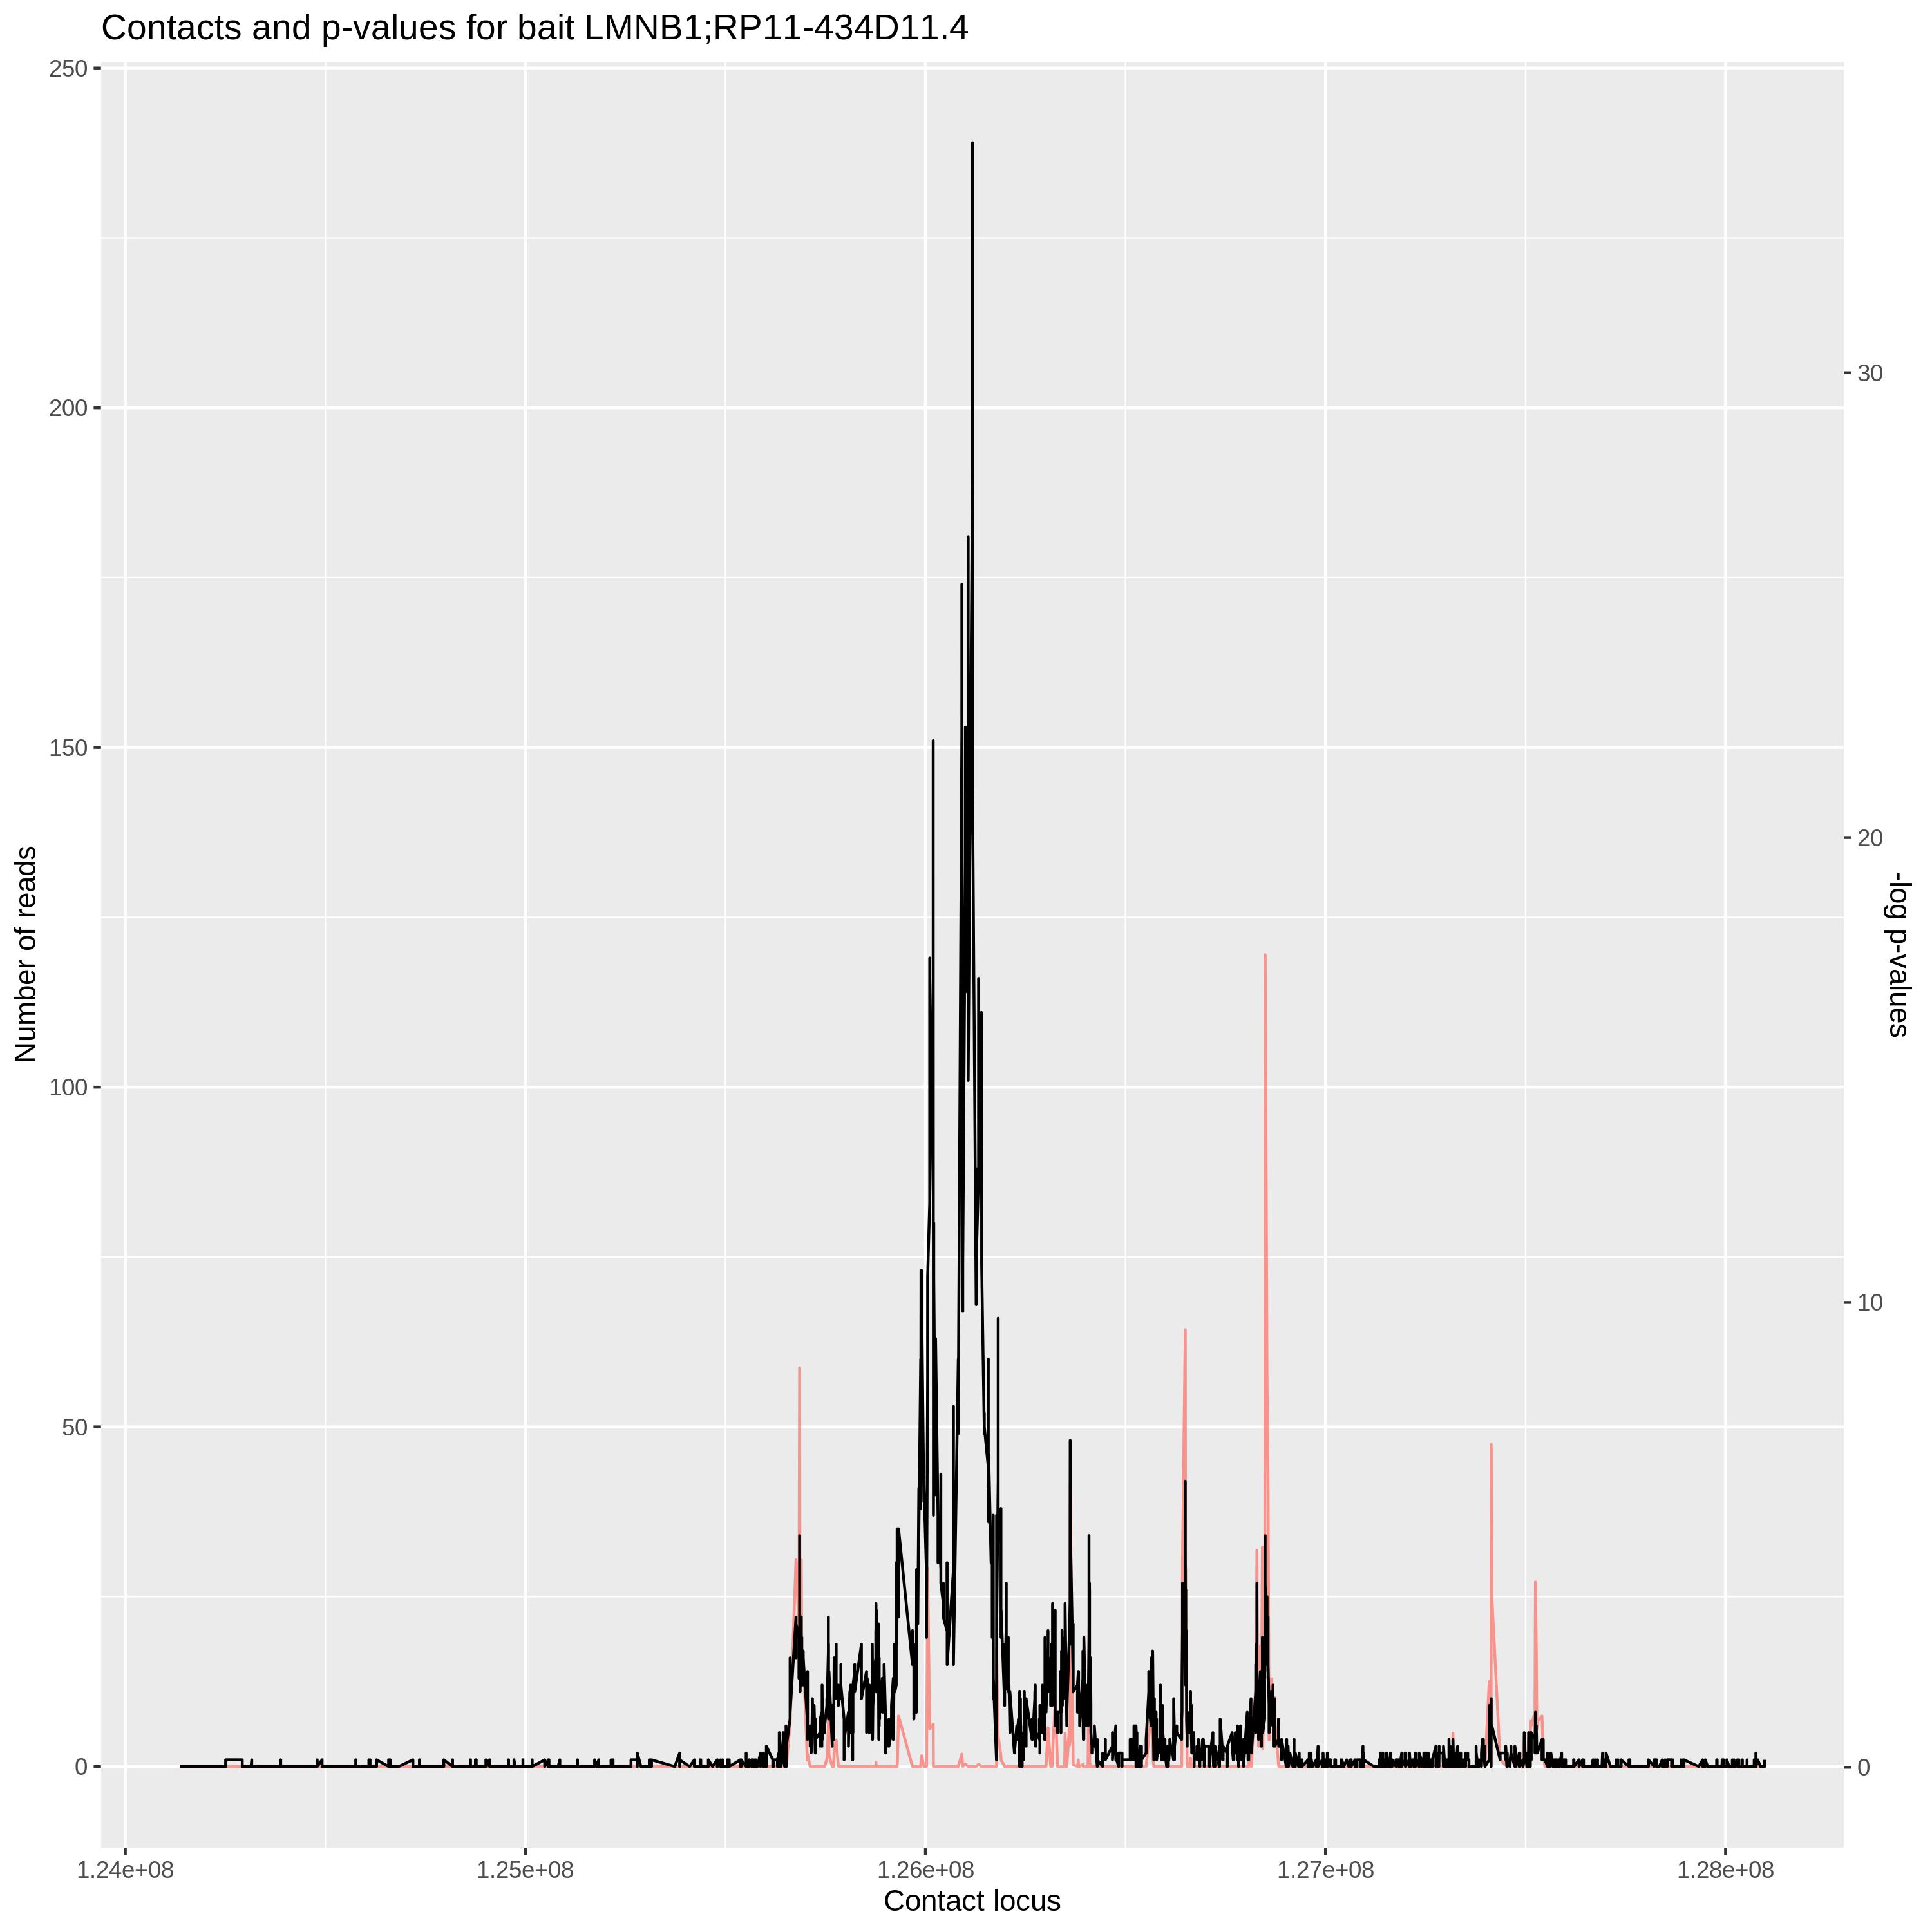 Contacts and p-values for bait LMNB1;RP11-434D11.4
250
200
150
100
50
0
Number of reads
30
20
10
0
-log p-values
1.24e+08
1.25e+08
1.26e+08
1.27e+08
1.28e+08
Contact locus